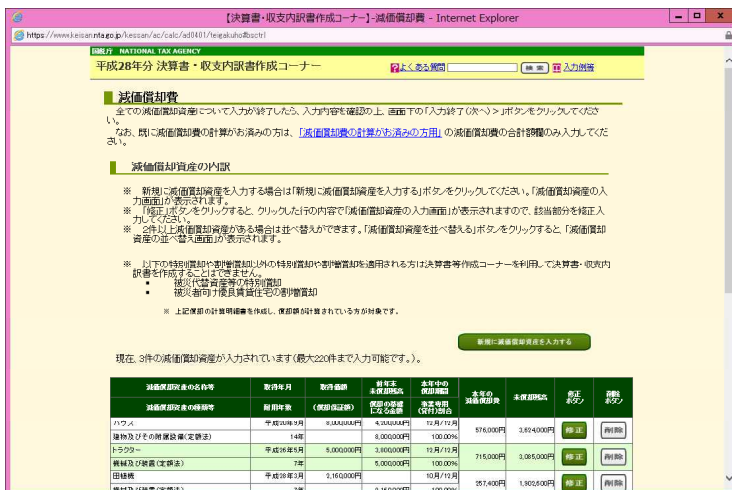 【決算書・収支内訳書作成コーナー】-減価償却費 - Internet Explorer
https://www.keisan.nta.go.jp/kessan/ac/calc/ad0401/teigakuho#bsctrl
国税庁 NATIONAL TAX AGENCY
平成28年分 決算書・収支内訳書作成コーナー
よくある質問 検索 入力例等
減価償却費
全ての減価償却資産について入力が終了したら、入力内容を確認の上、画面下の「入力終了(次へ)>」ボタンをクリックしてくださ
い。
なお、既に減価償却費の計算がお済みの方は、「減価償却費の計算がお済みの方用」の減価償却費の合計額欄のみ入力してくだ
さい。
減価償却資産の内訳
※ 新規に減価償却資産を入力する場合は「新規に減価償却資産を入力する」ボタンをクリックしてください。「減価償却資産の入
力画面」が表示されます。
※ 「修正」ボタンをクリックすると、クリックした行の内容で「減価償却資産の入力画面」が表示されますので、該当部分を修正入
力してください。
※ 2件以上減価償却資産がある場合は並べ替えができます。「減価償却資産を並べ替える」ボタンをクリックすると、「減価償却
資産の並べ替え画面」が表示されます。
※ 以下の特別償却や割増償却以外の特別償却や割増償却を適用される方は決算書等作成コーナーを利用して決算書・収支内
訳書を作成することはできません。
▪ 被災代替資産等の特別償却
▪ 被災者向け優良賃貸住宅の割増償却
※ 上記償却の計算明細書を作成し、償却額が計算されている方が対象です。
新規に減価償却資産を入力する
現在、3件の減価償却資産が入力されています(最大220件まで入力可能です。)。
減価償却資産の名称等 取得年月 取得価額 前年末未償却残高 本年中の償却期間 本年の減価償却費 未償却残高 修正ボタン 削除ボタン
減価償却資産の種類等 耐用年数 (償却保証額) 償却の基礎になる金額 事業専用(貸付)割合
ハウス 平成20年9月 8,000,000円 4,200,000円 12月/12月 576,000円 3,624,000円 修正 削除
建物及びその附属設備(定額法) 14年 8,000,000円 100.00%
トラクター 平成26年5月 5,000,000円 3,800,000円 12月/12月 715,000円 3,085,000円 修正 削除
機械及び装置(定額法) 7年 5,000,000円 100.00%
田植機 平成28年3月 2,160,000円 10月/12月 257,400円 1,902,600円 修正 削除
機械及び装置(定額法) 7年 2,160,000円 100.00%